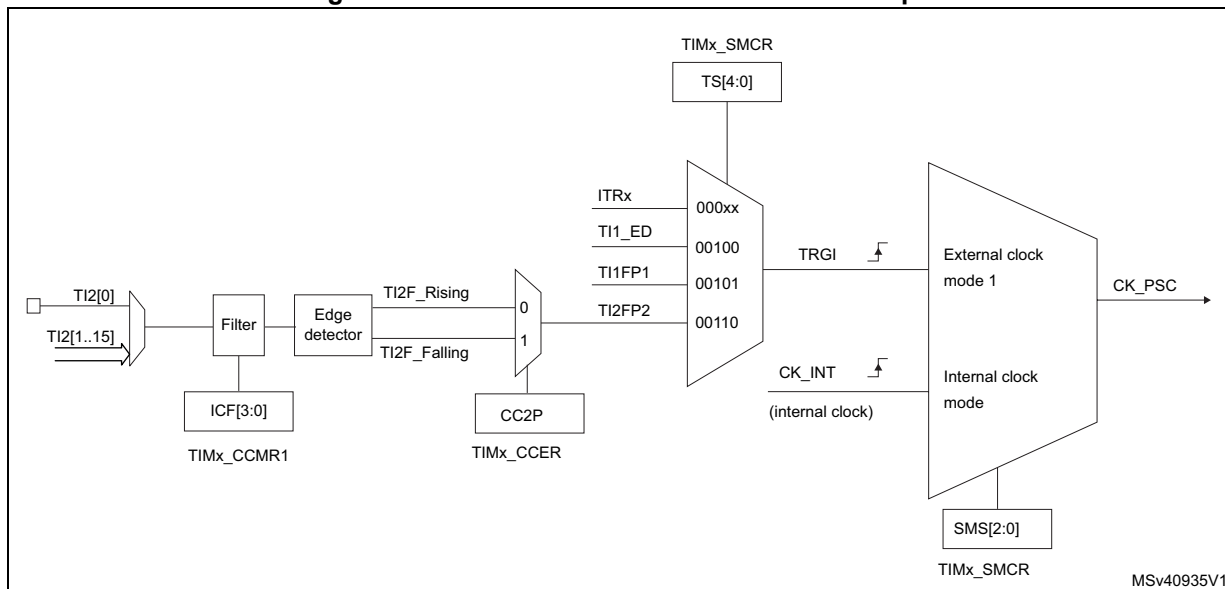 TIMx_SMCR
TS[4:0]
ITRx
000xx
TI1_ED
00100
TI1FP1
00101
TI2FP2
00110
TRGI
External clock
mode 1
CK_PSC
TI2[0]
TI2[1..15]
Filter
Edge
detector
TI2F_Rising
TI2F_Falling
0
1
CK_INT
(internal clock)
Internal clock
mode
ICF[3:0]
TIMx_CCMR1
CC2P
TIMx_CCER
SMS[2:0]
TIMx_SMCR
MSv40935V1